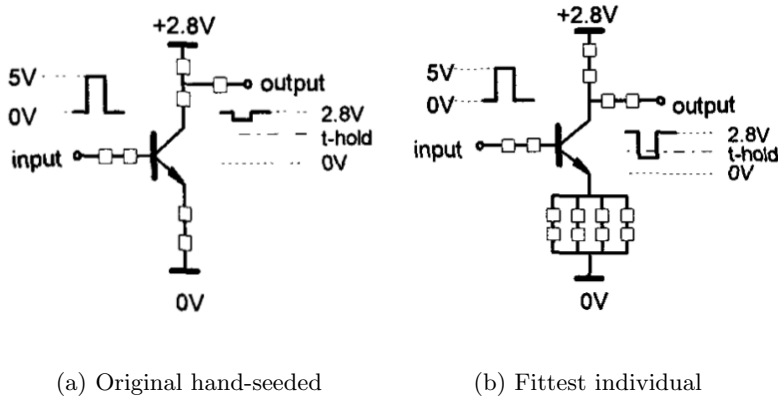 +2.8V
5V
0V
output
2.8V
t-hold
0V
input
0V
(a) Original hand-seeded
+2.8V
5V
0V
output
2.8V
t-hold
0V
input
0V
(b) Fittest individual